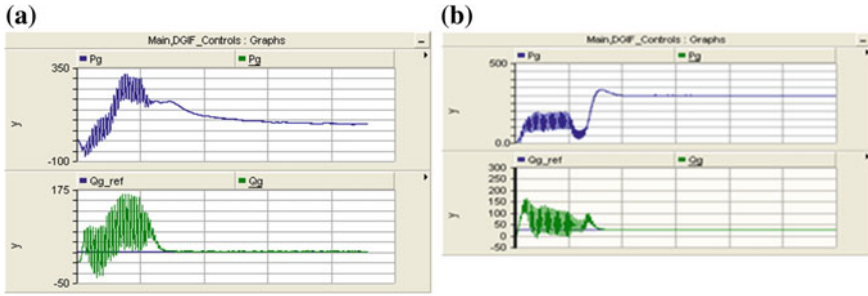 (a)
Main,DGIF_Controls : Graphs
Pg Pg
350
y
-100
Qg_ref Qg
175
y
-50
(b)
Main,DGIF_Controls : Graphs
Pg Pg
500
y
0.0
Qg_ref Qg
300
250
200
150
100
50
0
-50
y